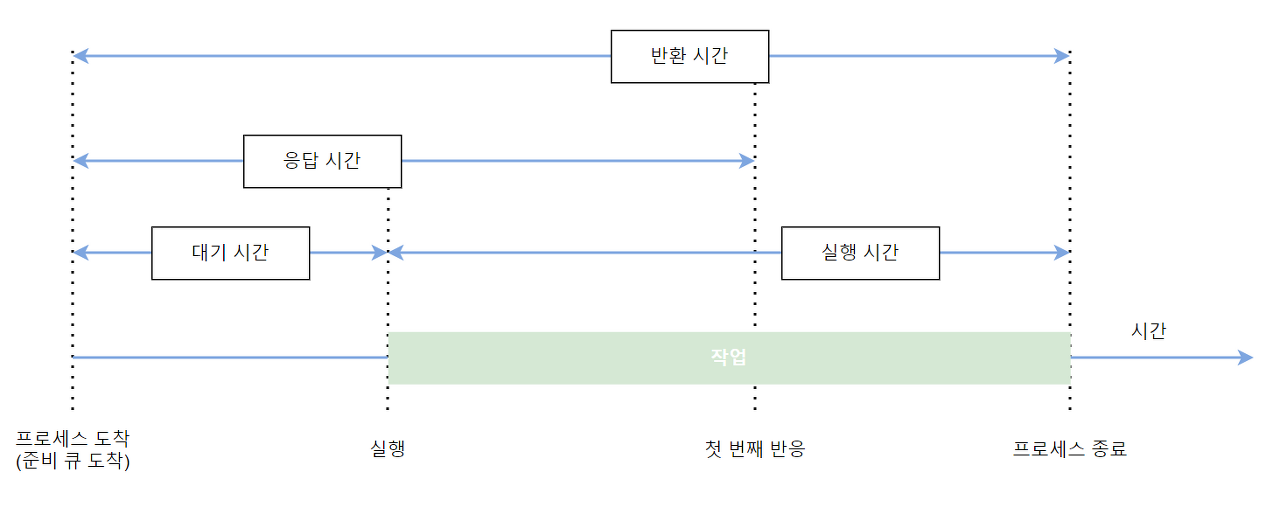 반환 시간
응답 시간
대기 시간
실행 시간
시간
작업
프로세스 도착
(준비 큐 도착)
실행
첫 번째 반응
프로세스 종료